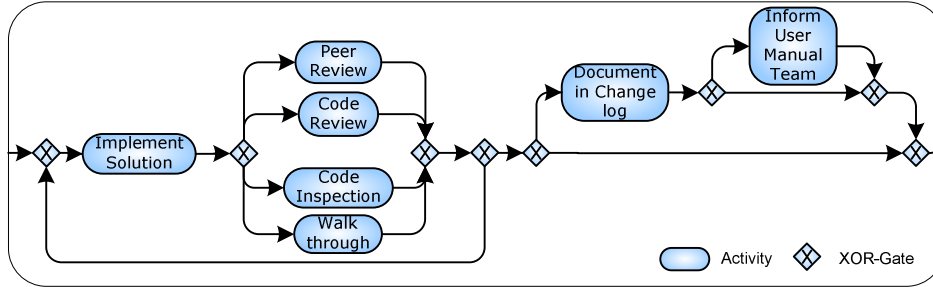 Peer
Review
Code
Review
Implement
Solution
Code
Inspection
Walk
through
Document
in Change
log
Inform
User
Manual
Team
Activity
XOR-Gate